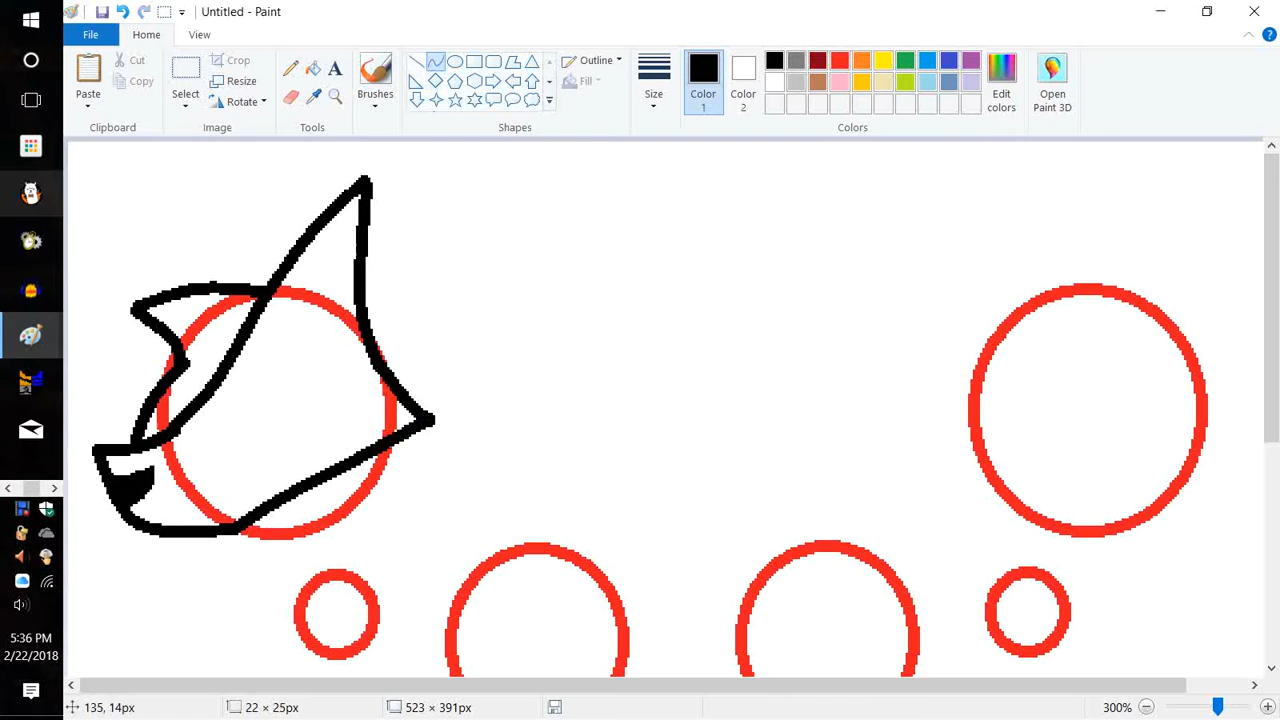 Untitled - Paint
File Home View
Paste
Cut
Copy
Clipboard
Select
Crop
Resize
Rotate
Image
A
Tools
Brushes
Shapes
Outline
Fill
Size
Color
1
Color
2
Colors
Edit
colors
Open
Paint 3D
5:36 PM
2/22/2018
135, 14px
22 × 25px
523 × 391px
300%